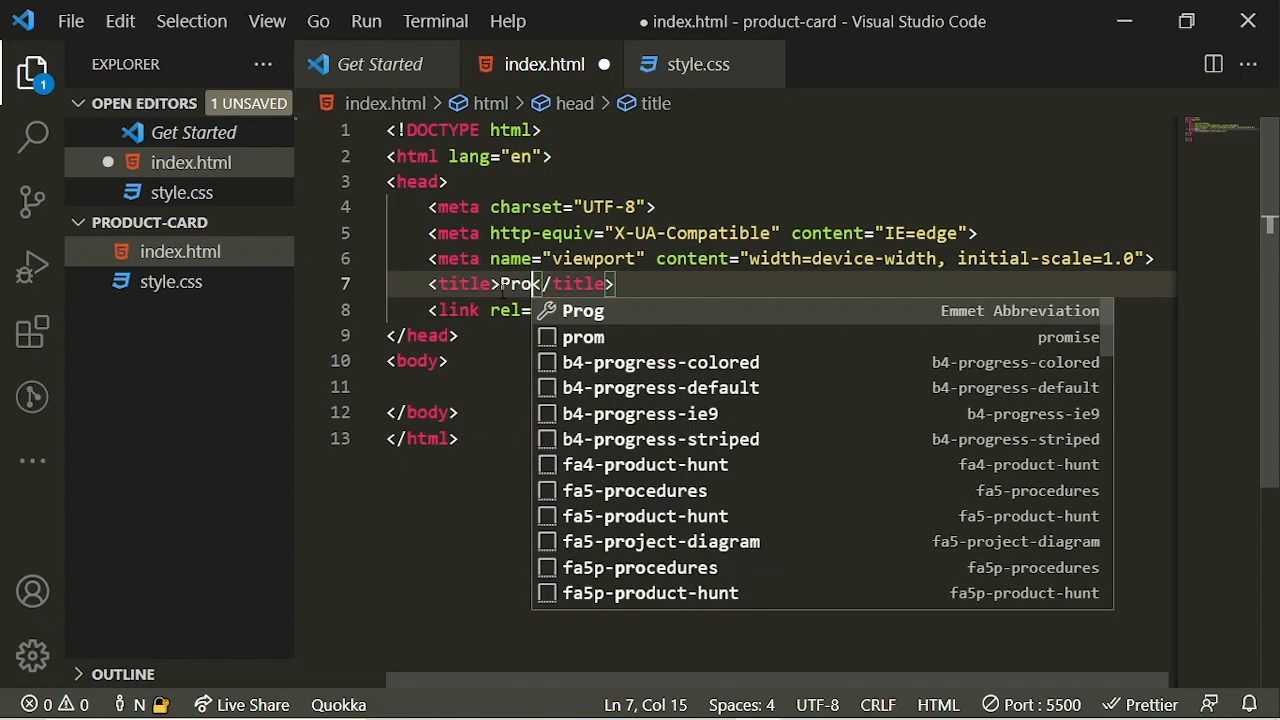 File Edit Selection View Go Run Terminal Help ● index.html - product-card - Visual Studio Code
EXPLORER
Get Started index.html style.css
OPEN EDITORS 1 UNSAVED
Get Started
index.html
style.css
PRODUCT-CARD
index.html
style.css
OUTLINE
1
index.html > html > head > title
1 <!DOCTYPE html>
2 <html lang="en">
3 <head>
4 <meta charset="UTF-8">
5 <meta http-equiv="X-UA-Compatible" content="IE=edge">
6 <meta name="viewport" content="width=device-width, initial-scale=1.0">
7 <title>Pro</title>
8 <link rel=
9 </head>
10 <body>
11
12 </body>
13 </html>
Prog Emmet Abbreviation
prom promise
b4-progress-colored b4-progress-colored
b4-progress-default b4-progress-default
b4-progress-ie9 b4-progress-ie9
b4-progress-striped b4-progress-striped
fa4-product-hunt fa4-product-hunt
fa5-procedures fa5-procedures
fa5-product-hunt fa5-product-hunt
fa5-project-diagram fa5-project-diagram
fa5p-procedures fa5p-procedures
fa5p-product-hunt fa5p-product-hunt
0 0 N Live Share Quokka Ln 7, Col 15 Spaces: 4 UTF-8 CRLF HTML Port : 5500 Prettier